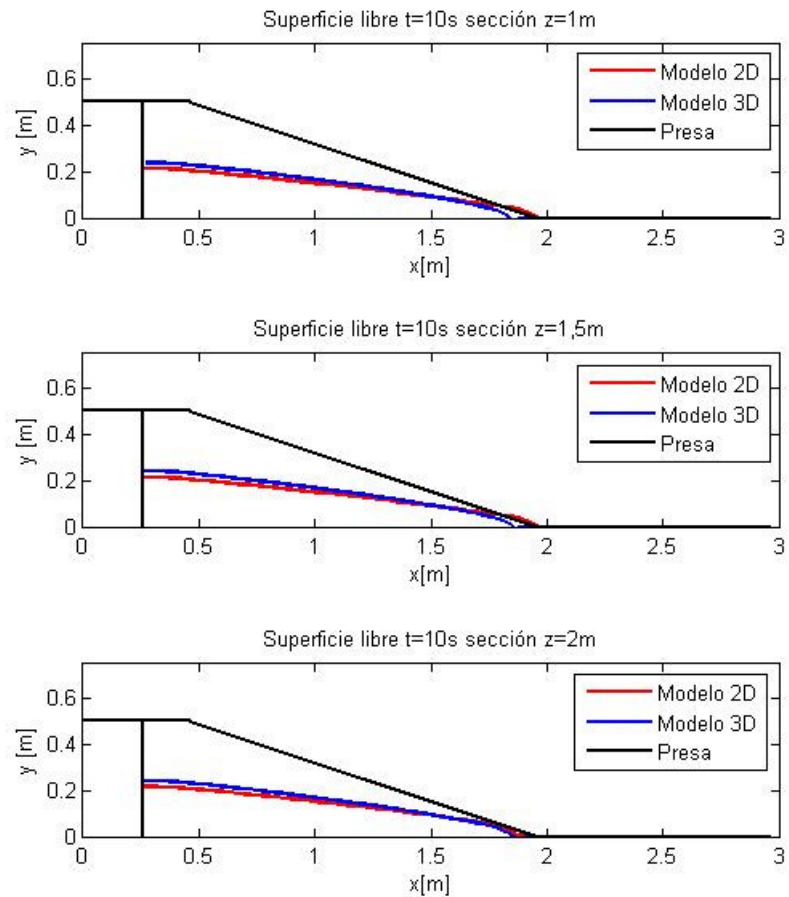 Superficie libre t=10s sección z=1m
Modelo 2D
Modelo 3D
Presa
y [m]
0.6
0.4
0.2
0
0 0.5 1 1.5 2 2.5 3
x[m]
Superficie libre t=10s sección z=1,5m
Modelo 2D
Modelo 3D
Presa
y [m]
0.6
0.4
0.2
0
0 0.5 1 1.5 2 2.5 3
x[m]
Superficie libre t=10s sección z=2m
Modelo 2D
Modelo 3D
Presa
y [m]
0.6
0.4
0.2
0
0 0.5 1 1.5 2 2.5 3
x[m]